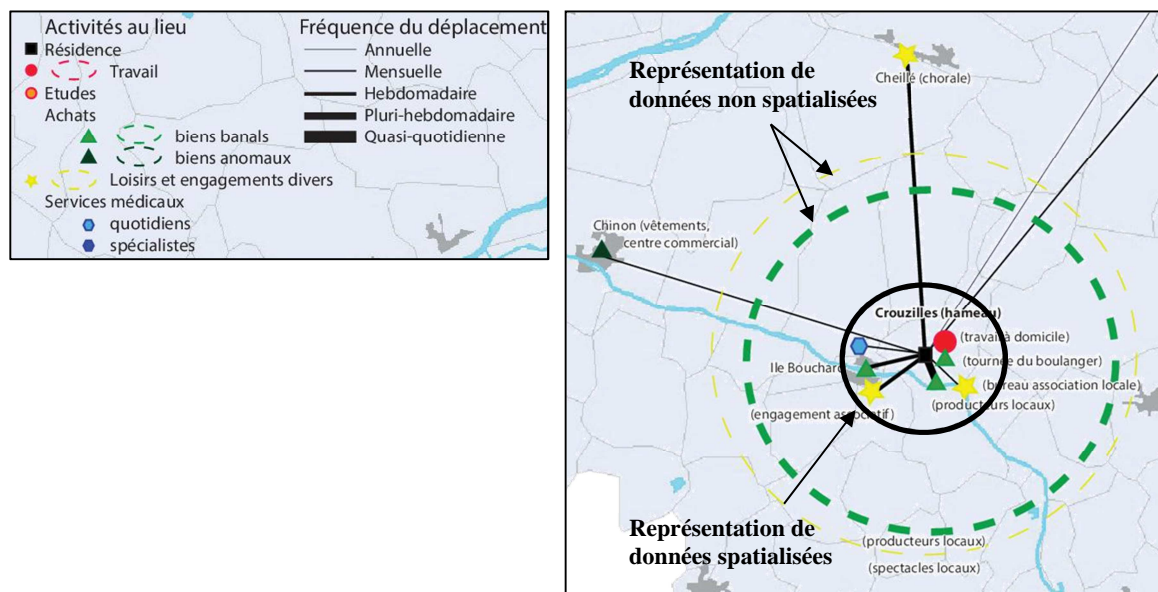 Activités au lieu
Résidence
Travail
Etudes
Achats
biens banals
biens anomaux
Loisirs et engagements divers
Services médicaux
quotidiens
spécialistes
Fréquence du déplacement
Annuelle
Mensuelle
Hebdomadaire
Pluri-hebdomadaire
Quasi-quotidienne
Représentation de
données non spatialisées
Cheillé (chorale)
Chinon (vêtements,
centre commercial)
Crouzilles (hameau)
(travail à domicile)
(tournée du boulanger)
Ile Bouchard
(bureau association locale)
(producteurs locaux)
(engagement associatif)
Représentation de
données spatialisées
(producteurs locaux)
(spectacles locaux)